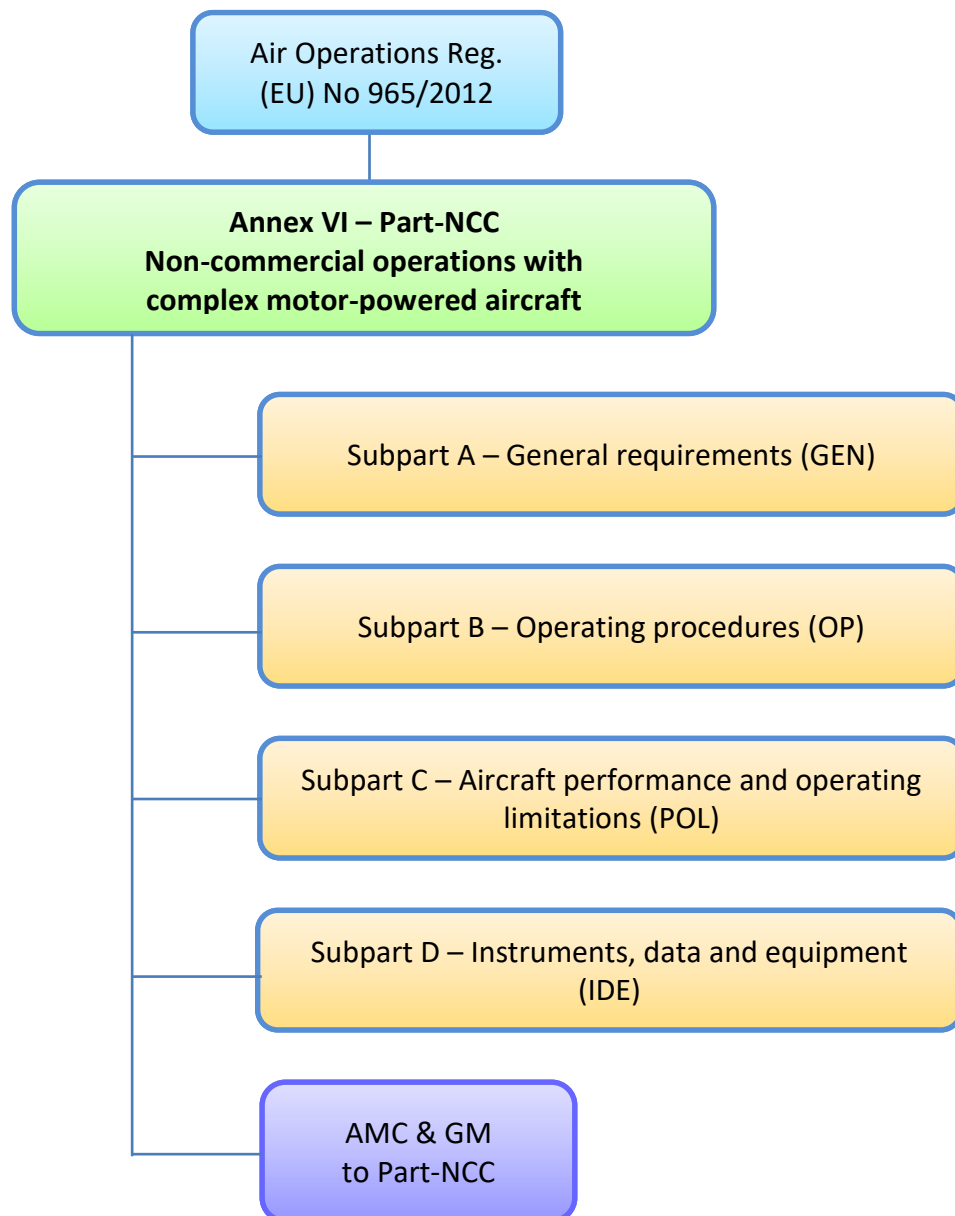 Air Operations Reg.
(EU) No 965/2012
Annex VI – Part-NCC
Non-commercial operations with
complex motor-powered aircraft
Subpart A – General requirements (GEN)
Subpart B – Operating procedures (OP)
Subpart C – Aircraft performance and operating
limitations (POL)
Subpart D – Instruments, data and equipment
(IDE)
AMC & GM
to Part-NCC